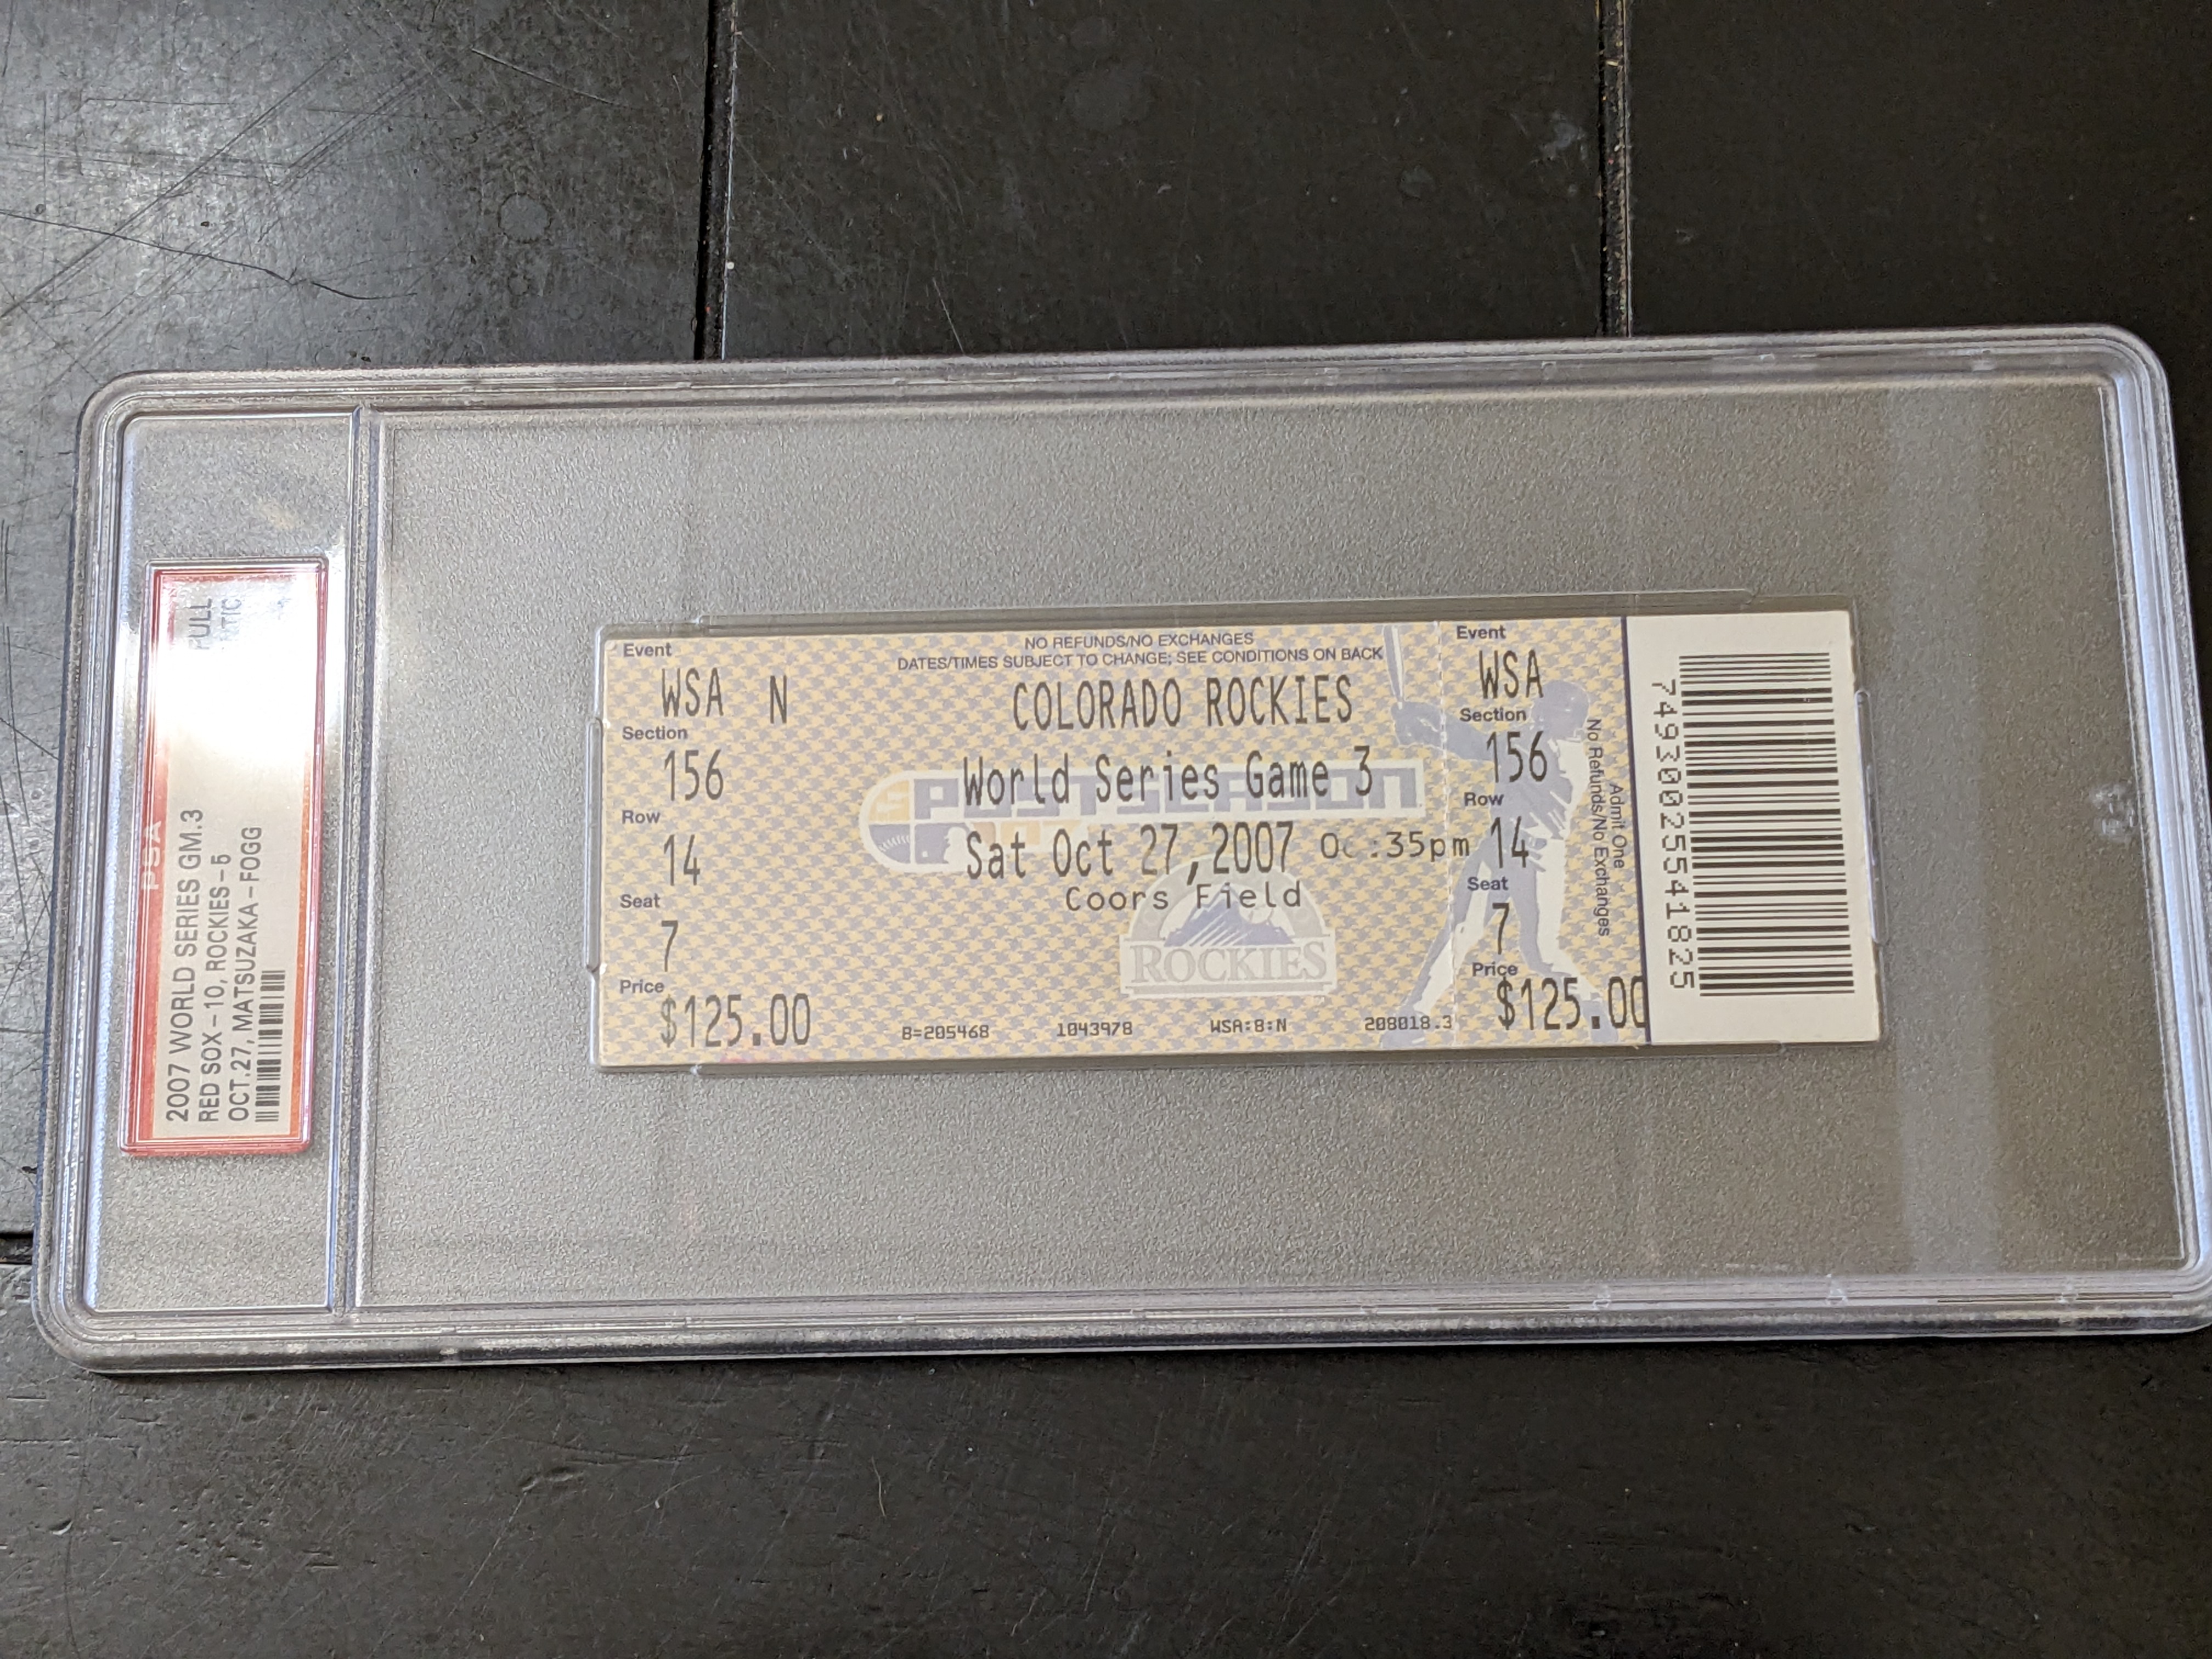 PSA
2007 WORLD SERIES GM.3
RED SOX - 10, ROCKIES - 5
OCT.27, MATSUZAKA - FOGG
NO REFUNDS/NO EXCHANGES
DATES/TIMES SUBJECT TO CHANGE; SEE CONDITIONS ON BACK
Event
WSA N
Section
156
Row
14
Seat
7
Price
$125.00
COLORADO ROCKIES
World Series Game 3
POSTSEASON
Sat Oct 27, 2007 :35pm
Coors Field
ROCKIES
B=205468 1043978 WSA:8:N 208018.3
Event
WSA
Section
156
Row
14
Seat
7
Price
$125.00
Admit One
No Refunds/No Exchanges
74930025541825